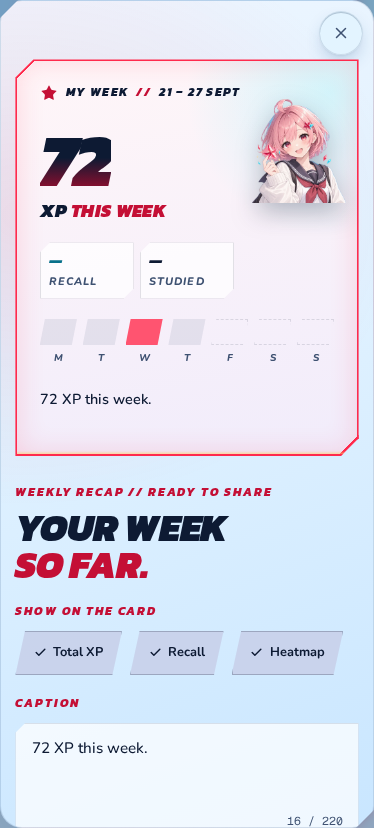 MY WEEK // 21 – 27 SEPT
72
XP THIS WEEK
–
RECALL
–
STUDIED
M T W T F S S
72 XP this week.
WEEKLY RECAP // READY TO SHARE
YOUR WEEK
SO FAR.
SHOW ON THE CARD
Total XP Recall Heatmap
CAPTION
72 XP this week.
16 / 220